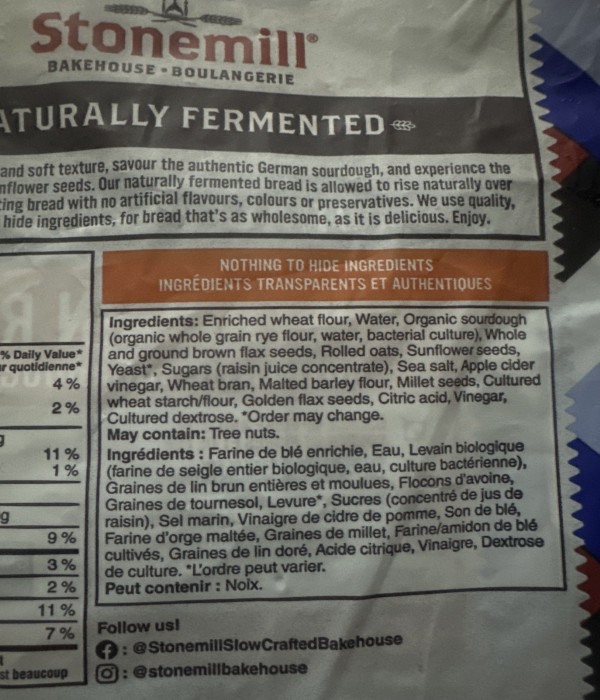 Stonemill®
BAKEHOUSE • BOULANGERIE
NATURALLY FERMENTED
and soft texture, savour the authentic German sourdough, and experience the
nflower seeds. Our naturally fermented bread is allowed to rise naturally over
ing bread with no artificial flavours, colours or preservatives. We use quality,
hide ingredients, for bread that's as wholesome, as it is delicious. Enjoy.
NOTHING TO HIDE INGREDIENTS
INGRÉDIENTS TRANSPARENTS ET AUTHENTIQUES
% Daily Value*
r quotidienne*
4 %
2 %
g
11 %
1 %
g
9 %
3 %
2 %
11 %
7 %
st beaucoup
Ingredients: Enriched wheat flour, Water, Organic sourdough
(organic whole grain rye flour, water, bacterial culture), Whole
and ground brown flax seeds, Rolled oats, Sunflower seeds,
Yeast*, Sugars (raisin juice concentrate), Sea salt, Apple cider
vinegar, Wheat bran, Malted barley flour, Millet seeds, Cultured
wheat starch/flour, Golden flax seeds, Citric acid, Vinegar,
Cultured dextrose. *Order may change.
May contain: Tree nuts.
Ingrédients : Farine de blé enrichie, Eau, Levain biologique
(farine de seigle entier biologique, eau, culture bactérienne),
Graines de lin brun entières et moulues, Flocons d'avoine,
Graines de tournesol, Levure*, Sucres (concentré de jus de
raisin), Sel marin, Vinaigre de cidre de pomme, Son de blé,
Farine d'orge maltée, Graines de millet, Farine/amidon de blé
cultivés, Graines de lin doré, Acide citrique, Vinaigre, Dextrose
de culture. *L'ordre peut varier.
Peut contenir : Noix.
Follow us!
: @StonemillSlowCraftedBakehouse
: @stonemillbakehouse